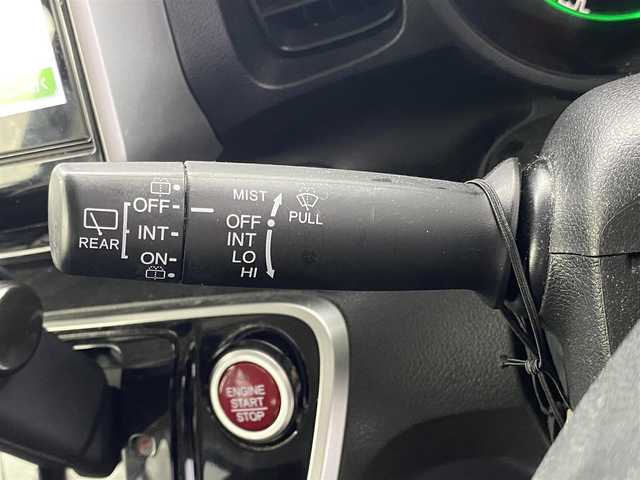 OFF
INT
ON
REAR
MIST
PULL
OFF
INT
LO
HI
ENGINE
START
STOP